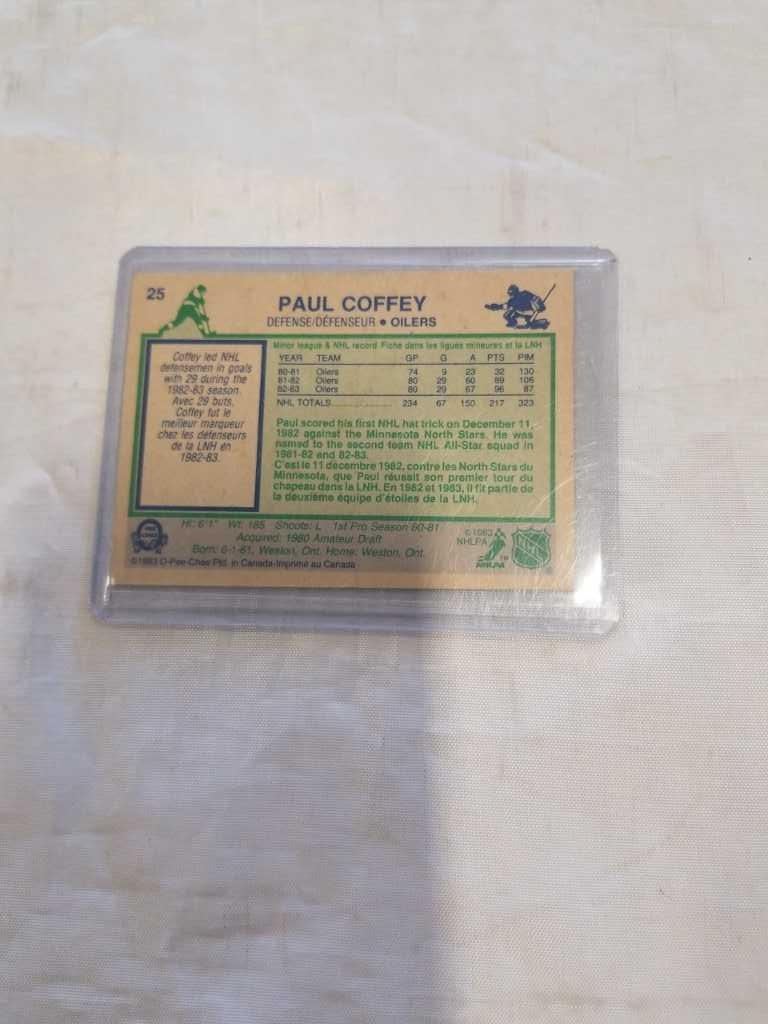 25
PAUL COFFEY
DEFENSE/DÉFENSEUR • OILERS
Coffey led NHL
defensemen in goals
with 29 during the
1982-83 season.
Avec 29 buts,
Coffey fut le
meilleur marqueur
chez les défenseurs
de la LNH en
1982-83.
Minor league & NHL record Fiche dans les ligues mineures et la LNH
YEAR TEAM GP G A PTS PIM
80-81 Oilers 74 9 23 32 130
81-82 Oilers 80 29 60 89 106
82-83 Oilers 80 29 67 96 87
NHL TOTALS 234 67 150 217 323
Paul scored his first NHL hat trick on December 11,
1982 against the Minnesota North Stars. He was
named to the second team NHL All-Star squad in
1981-82 and 82-83.
C'est le 11 décembre 1982, contre les North Stars du
Minnesota, que Paul réussit son premier tour du
chapeau dans la LNH. En 1982 et 1983, il fit partie de
la deuxième équipe d'étoiles de la LNH.
Ht: 6'1" Wt: 185 Shoots: L 1st Pro Season 80-81
Acquired: 1980 Amateur Draft
Born: 6-1-61, Weston, Ont. Home: Weston, Ont.
©1983 O-Pee-Chee Ptd. in Canada-Imprimé au Canada
© 1983
NHLPA
NHLPA
TM
NHL